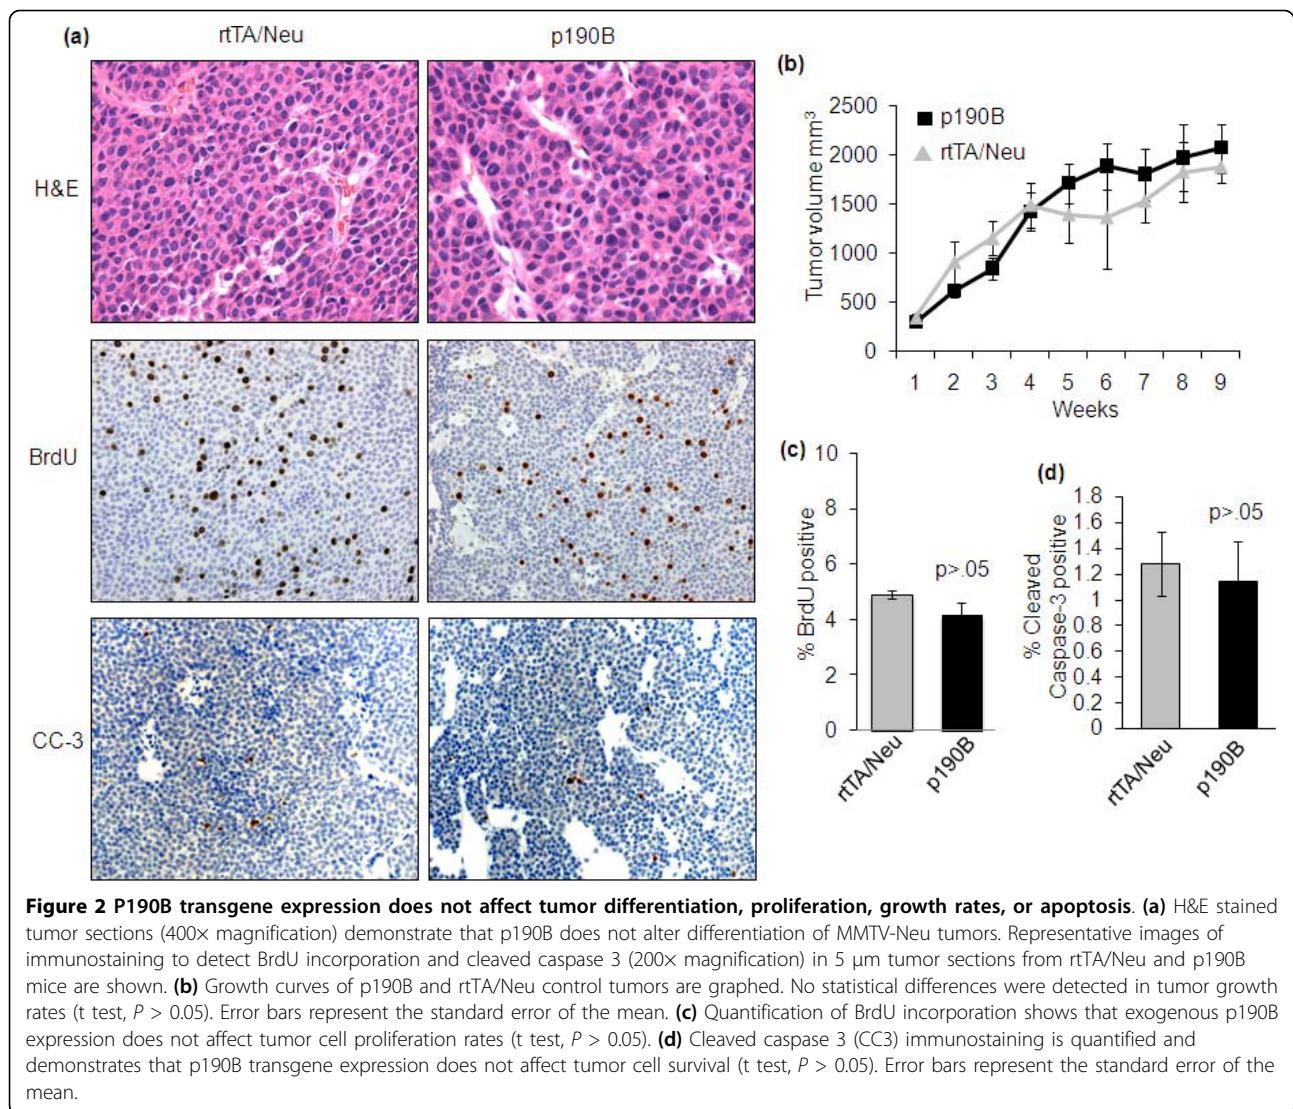 (a)
rtTA/Neu
p190B
H&E
BrdU
CC-3
(b)
2500
2000
1500
1000
500
0
Tumor volume mm³
p190B
rtTA/Neu
1 2 3 4 5 6 7 8 9
Weeks
(c)
10
8
6
4
2
0
% BrdU positive
p>.05
rtTA/Neu
p190B
(d)
1.8
1.6
1.4
1.2
1
0.8
0.6
0.4
0.2
0
% Cleaved
Caspase-3 positive
p>.05
rtTA/Neu
p190B
Figure 2 P190B transgene expression does not affect tumor differentiation, proliferation, growth rates, or apoptosis. (a) H&E stained
tumor sections (400× magnification) demonstrate that p190B does not alter differentiation of MMTV-Neu tumors. Representative images of
immunostaining to detect BrdU incorporation and cleaved caspase 3 (200× magnification) in 5 μm tumor sections from rtTA/Neu and p190B
mice are shown. (b) Growth curves of p190B and rtTA/Neu control tumors are graphed. No statistical differences were detected in tumor growth
rates (t test, P > 0.05). Error bars represent the standard error of the mean. (c) Quantification of BrdU incorporation shows that exogenous p190B
expression does not affect tumor cell proliferation rates (t test, P > 0.05). (d) Cleaved caspase 3 (CC3) immunostaining is quantified and
demonstrates that p190B transgene expression does not affect tumor cell survival (t test, P > 0.05). Error bars represent the standard error of the
mean.